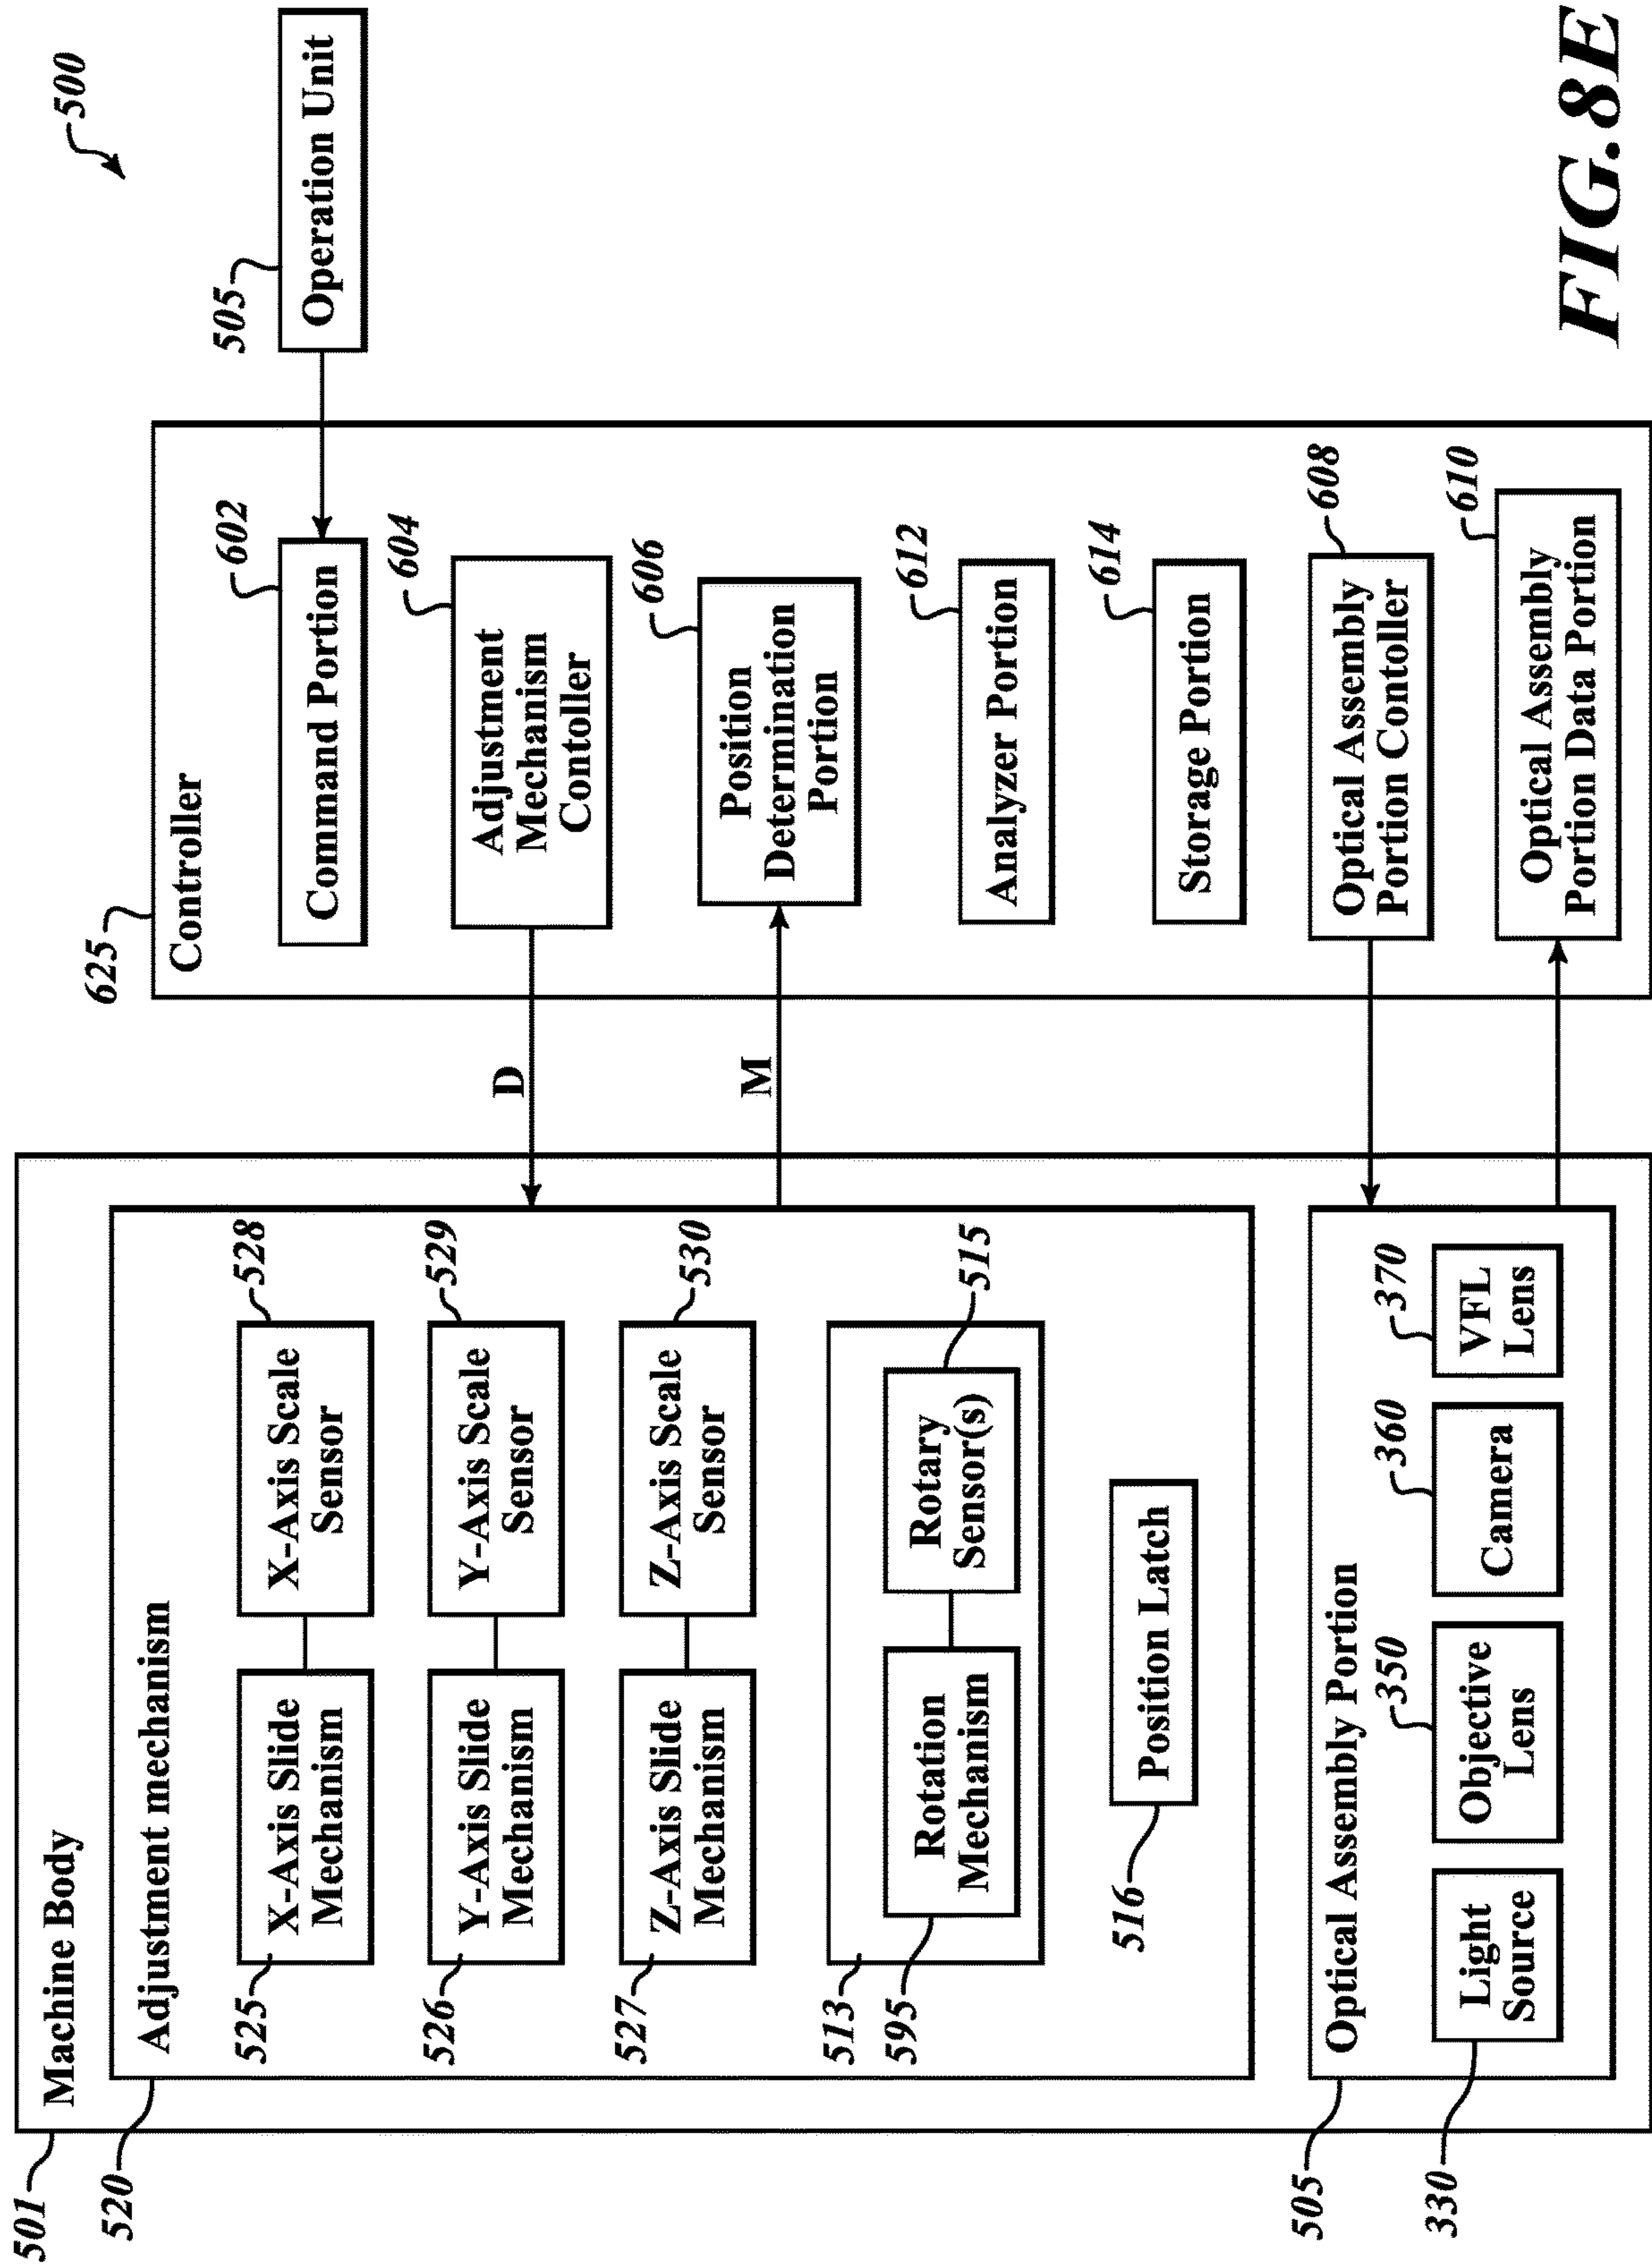 500
501
Machine Body
520
Adjustment mechanism
525
X-Axis Slide
Mechanism
528
X-Axis Scale
Sensor
526
Y-Axis Slide
Mechanism
529
Y-Axis Scale
Sensor
527
Z-Axis Slide
Mechanism
530
Z-Axis Scale
Sensor
513
595
Rotation
Mechanism
515
Rotary
Sensor(s)
516
Position Latch
505
Optical Assembly Portion
330
Light
Source
350
Objective
Lens
360
Camera
370
VFL
Lens
D
M
625
Controller
602
Command Portion
604
Adjustment
Mechanism
Contoller
606
Position
Determination
Portion
612
Analyzer Portion
614
Storage Portion
608
Optical Assembly
Portion Contoller
610
Optical Assembly
Portion Data Portion
505
Operation Unit
FIG.8E